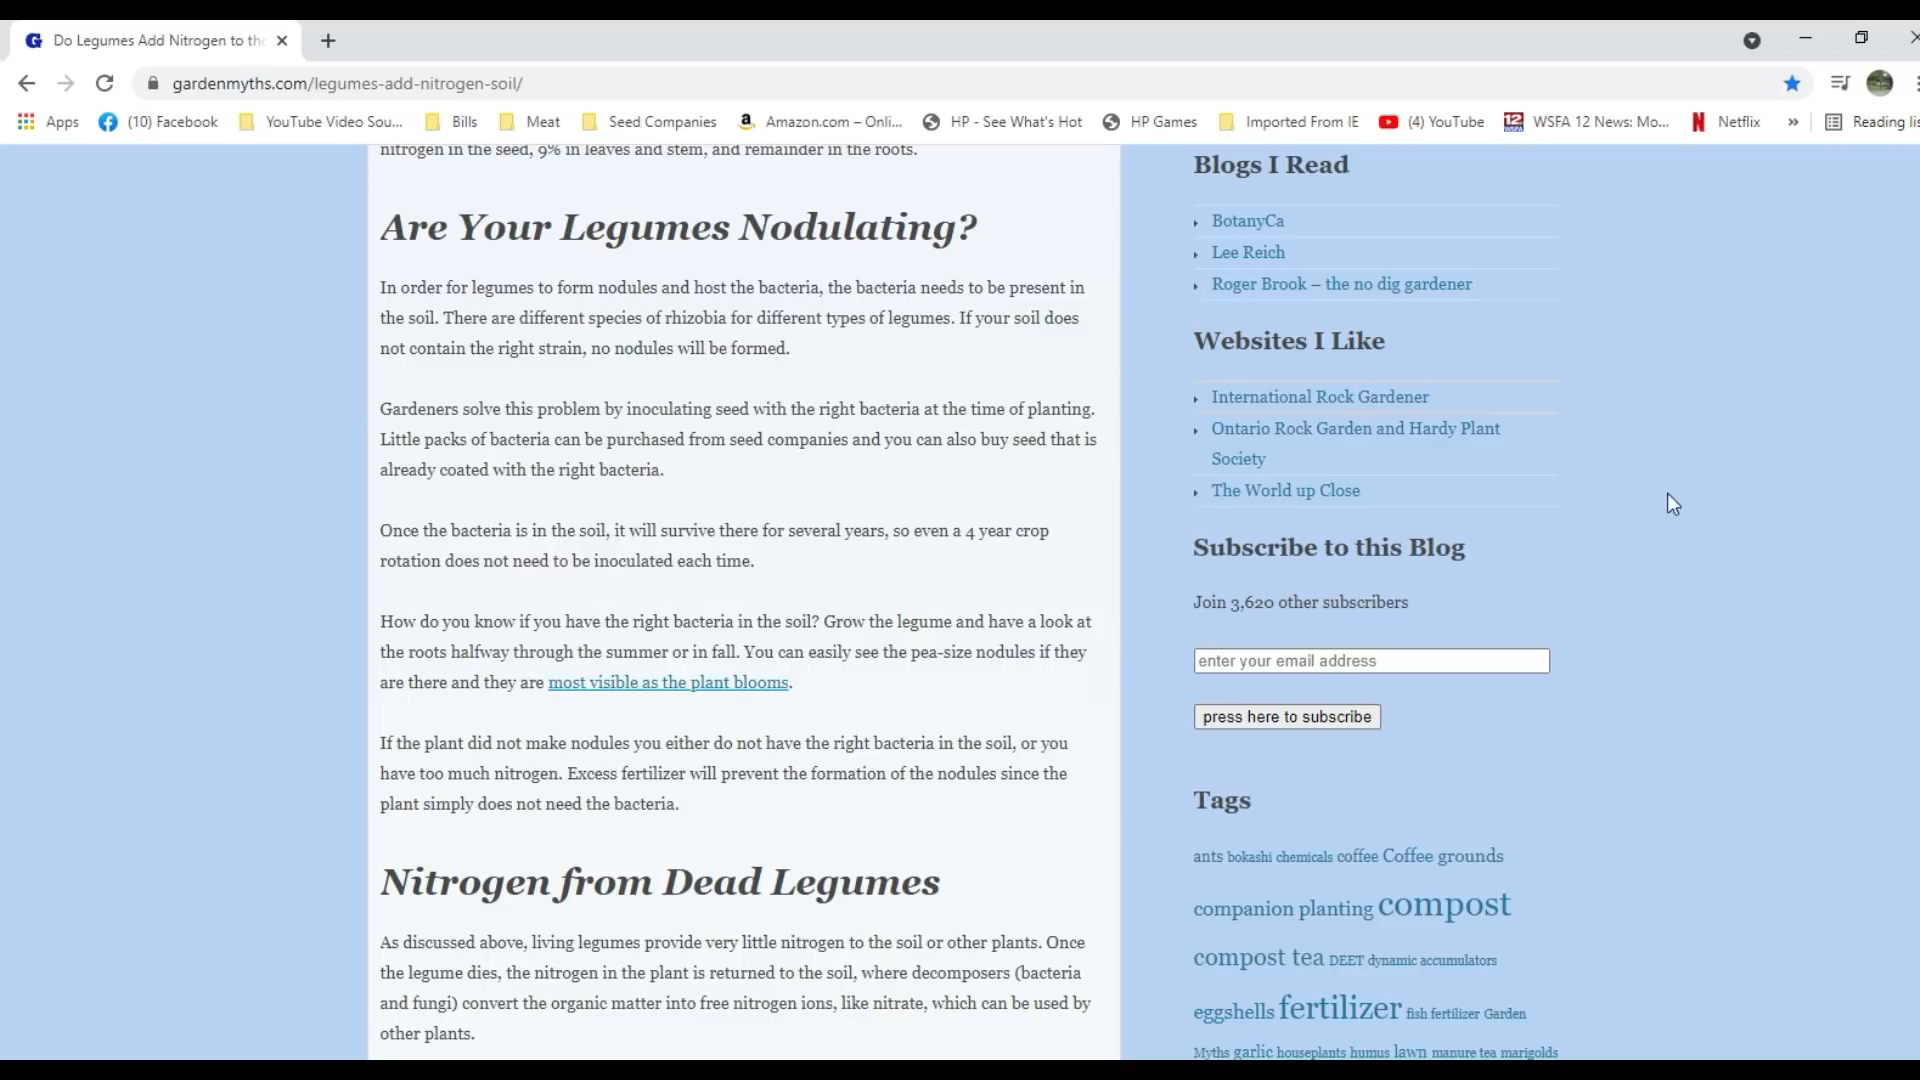 Do Legumes Add Nitrogen to the
gardenmyths.com/legumes-add-nitrogen-soil/
Apps
(10) Facebook
YouTube Video Sou...
Bills
Meat
Seed Companies
Amazon.com – Onli...
HP - See What's Hot
HP Games
Imported From IE
(4) YouTube
WSFA 12 News: Mo...
Netflix
»
Reading lis
nitrogen in the seed, 9% in leaves and stem, and remainder in the roots.
Are Your Legumes Nodulating?
In order for legumes to form nodules and host the bacteria, the bacteria needs to be present in
the soil. There are different species of rhizobia for different types of legumes. If your soil does
not contain the right strain, no nodules will be formed.
Gardeners solve this problem by inoculating seed with the right bacteria at the time of planting.
Little packs of bacteria can be purchased from seed companies and you can also buy seed that is
already coated with the right bacteria.
Once the bacteria is in the soil, it will survive there for several years, so even a 4 year crop
rotation does not need to be inoculated each time.
How do you know if you have the right bacteria in the soil? Grow the legume and have a look at
the roots halfway through the summer or in fall. You can easily see the pea-size nodules if they
are there and they are most visible as the plant blooms.
If the plant did not make nodules you either do not have the right bacteria in the soil, or you
have too much nitrogen. Excess fertilizer will prevent the formation of the nodules since the
plant simply does not need the bacteria.
Nitrogen from Dead Legumes
As discussed above, living legumes provide very little nitrogen to the soil or other plants. Once
the legume dies, the nitrogen in the plant is returned to the soil, where decomposers (bacteria
and fungi) convert the organic matter into free nitrogen ions, like nitrate, which can be used by
other plants.
Blogs I Read
BotanyCa
Lee Reich
Roger Brook – the no dig gardener
Websites I Like
International Rock Gardener
Ontario Rock Garden and Hardy Plant
Society
The World up Close
Subscribe to this Blog
Join 3,620 other subscribers
enter your email address
press here to subscribe
Tags
ants bokashi chemicals coffee Coffee grounds
companion planting compost
compost tea DEET dynamic accumulators
eggshells fertilizer fish fertilizer Garden
Myths garlic houseplants humus lawn manure tea marigolds